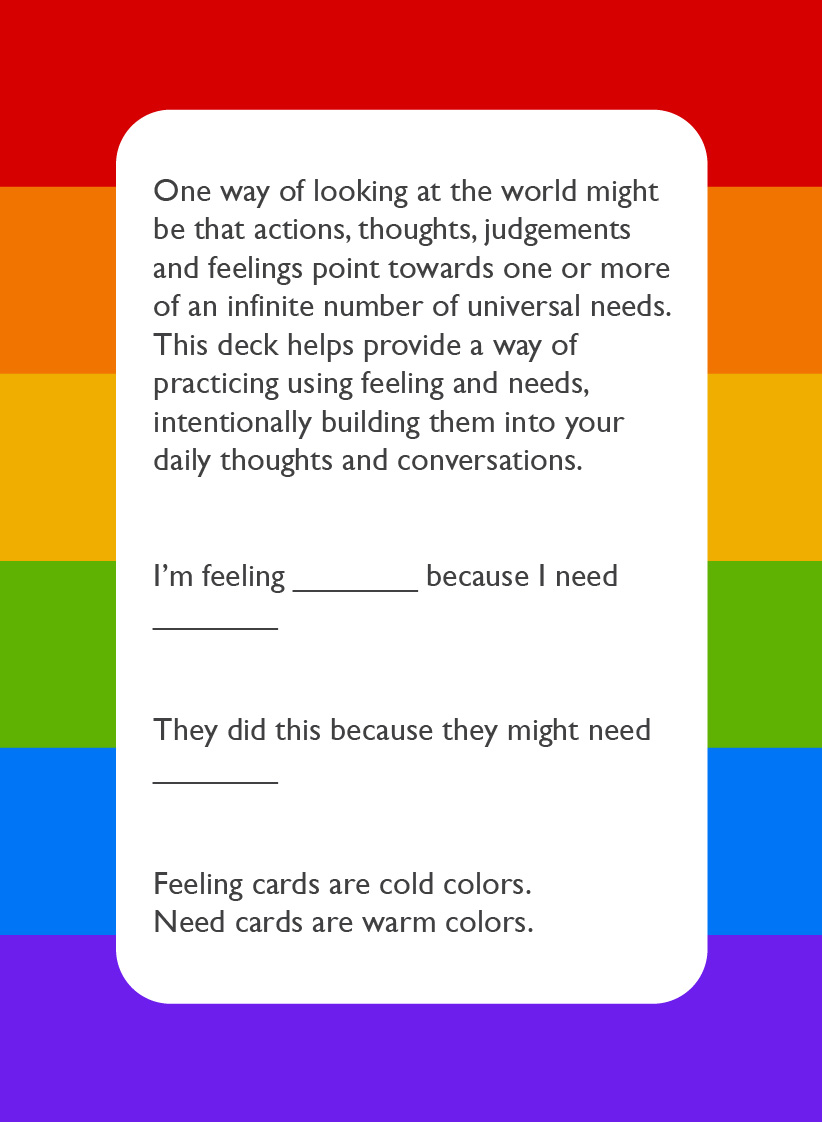 One way of looking at the world might
be that actions, thoughts, judgements
and feelings point towards one or more
of an infinite number of universal needs.
This deck helps provide a way of
practicing using feeling and needs,
intentionally building them into your
daily thoughts and conversations.
I’m feeling ________ because I need
________
They did this because they might need
________
Feeling cards are cold colors.
Need cards are warm colors.